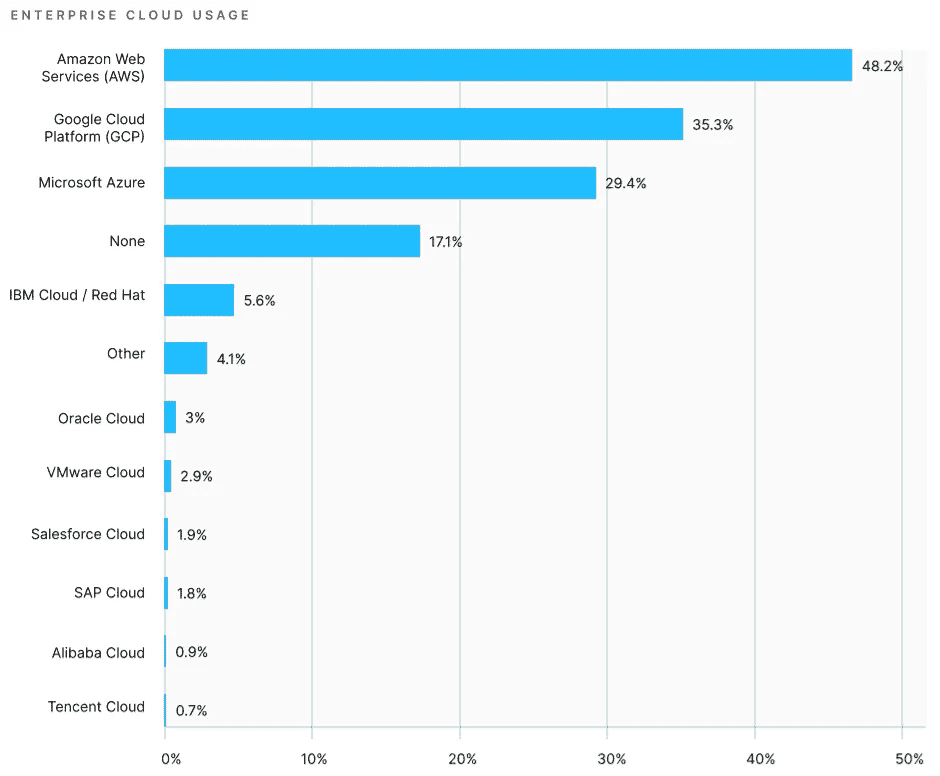 ENTERPRISE CLOUD USAGE
Amazon Web
Services (AWS)
48.2%
Google Cloud
Platform (GCP)
35.3%
Microsoft Azure
29.4%
None
17.1%
IBM Cloud / Red Hat
5.6%
Other
4.1%
Oracle Cloud
3%
VMware Cloud
2.9%
Salesforce Cloud
1.9%
SAP Cloud
1.8%
Alibaba Cloud
0.9%
Tencent Cloud
0.7%
0% 10% 20% 30% 40% 50%